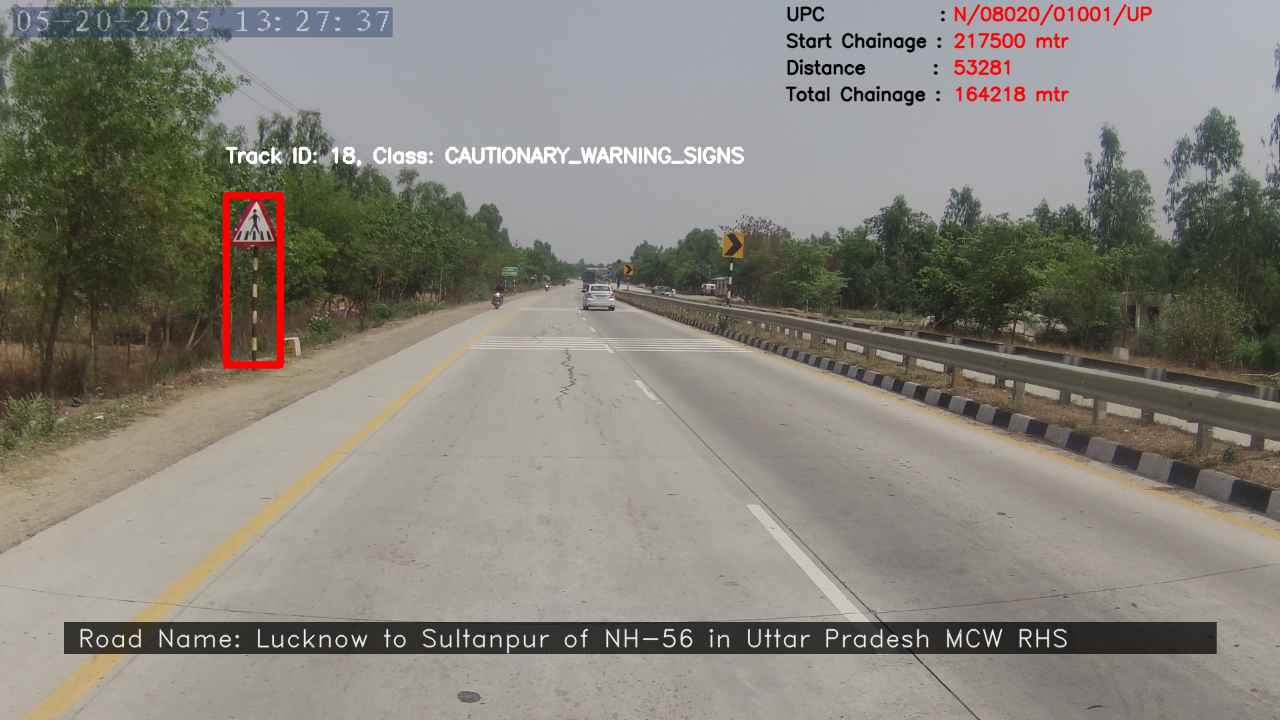 05-20-2025 13:27:37
UPC : N/08020/01001/UP
Start Chainage : 217500 mtr
Distance : 53281
Total Chainage : 164218 mtr
Track ID: 18, Class: CAUTIONARY_WARNING_SIGNS
Road Name: Lucknow to Sultanpur of NH-56 in Uttar Pradesh MCW RHS